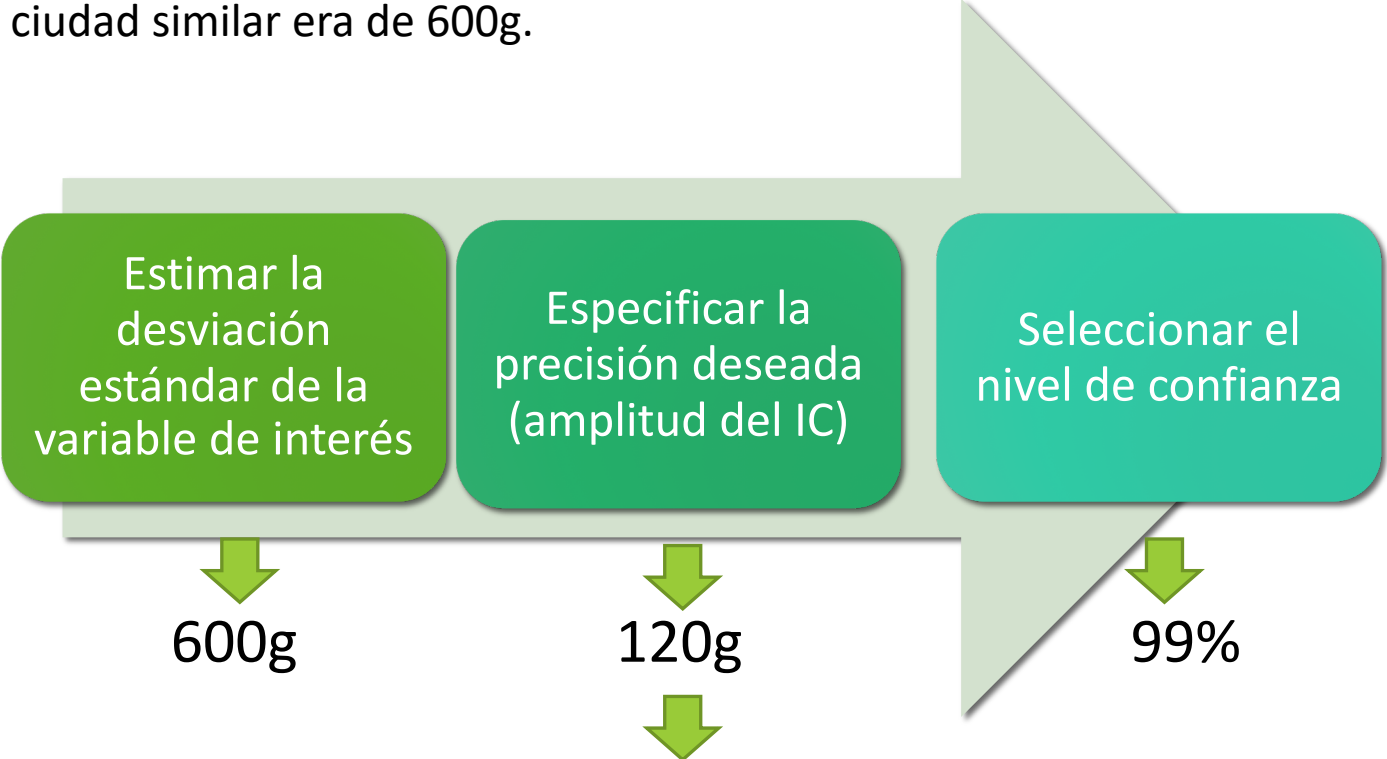 ciudad similar era de 600g.
Estimar la
desviación
estándar de la
variable de interés
Especificar la
precisión deseada
(amplitud del IC)
Seleccionar el
nivel de confianza
600g
120g
99%